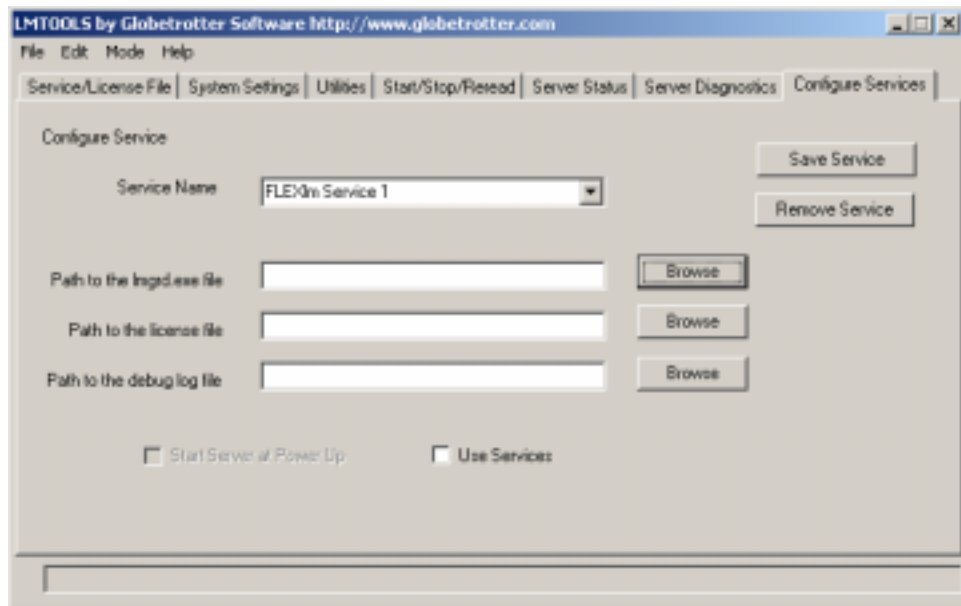 LMTOOLS by Globetrotter Software http://www.globetrotter.com
File Edit Mode Help
Service/License File System Settings Utilities Start/Stop/Reread Server Status Server Diagnostics Configure Services
Configure Service
Save Service
Service Name FLEXlm Service 1
Remove Service
Path to the lmgrd.exe file Browse
Path to the license file Browse
Path to the debug log file Browse
Start Server at Power Up Use Services